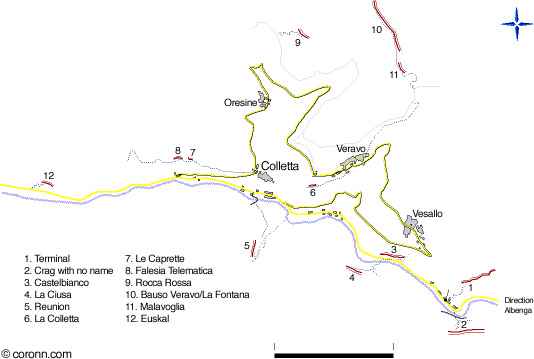 10
9
11
Oresine
Veravo
8 7
Colletta
12
6
Vesallo
5
3
4
1
Direction
Albenga
2
1. Terminal
2. Crag with no name
3. Castelbianco
4. La Ciusa
5. Reunion
6. La Colletta
7. Le Caprette
8. Falesia Telematica
9. Rocca Rossa
10. Bauso Veravo/La Fontana
11. Malavoglia
12. Euskal
© coronn.com